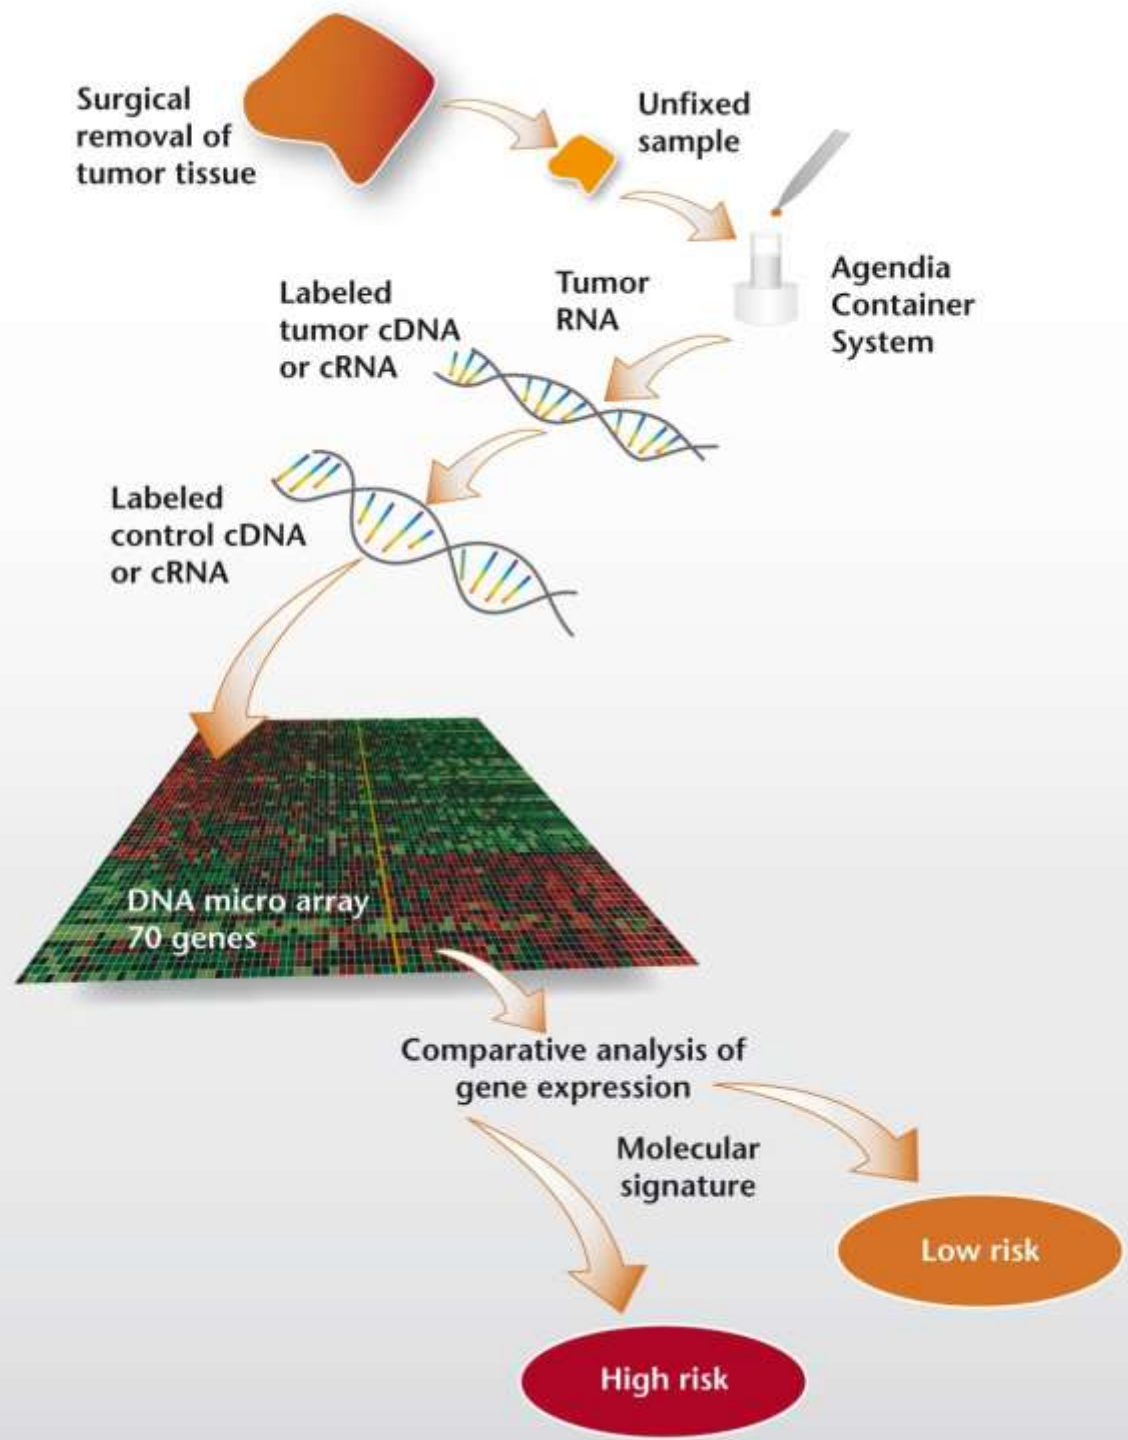 Surgical
removal of
tumor tissue
Unfixed
sample
Agendia
Container
System
Tumor
RNA
Labeled
tumor cDNA
or cRNA
Labeled
control cDNA
or cRNA
DNA micro array
70 genes
Comparative analysis of
gene expression
Molecular
signature
Low risk
High risk